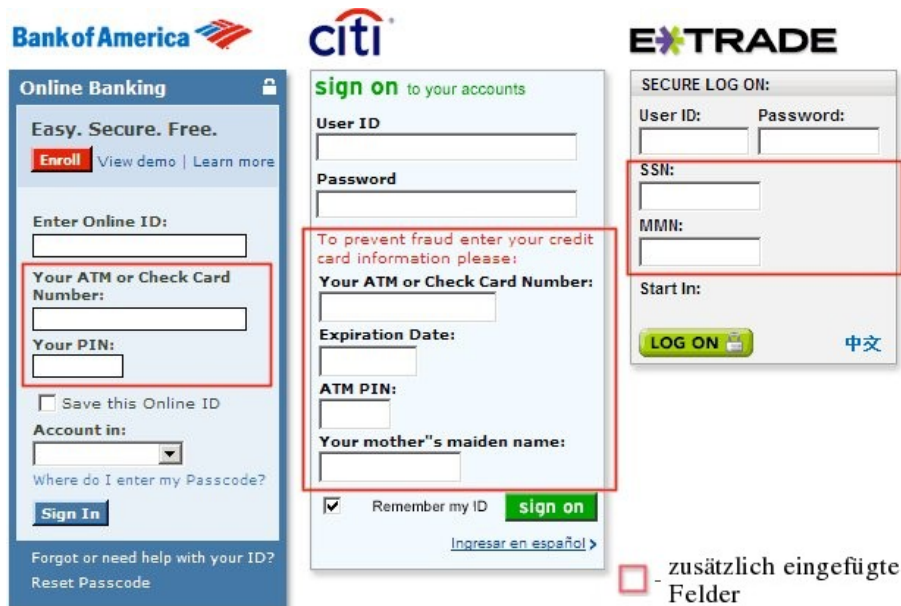 Bank of America
Online Banking
Easy. Secure. Free.
Enroll View demo | Learn more
Enter Online ID:
Your ATM or Check Card
Number:
Your PIN:
Save this Online ID
Account in:
Where do I enter my Passcode?
Sign In
Forgot or need help with your ID?
Reset Passcode
citi
sign on to your accounts
User ID
Password
To prevent fraud enter your credit
card information please:
Your ATM or Check Card Number:
Expiration Date:
ATM PIN:
Your mother"s maiden name:
Remember my ID sign on
Ingresar en español >
E*TRADE
SECURE LOG ON:
User ID: Password:
SSN:
MMN:
Start In:
LOG ON 中文
- zusätzlich eingefügte
Felder